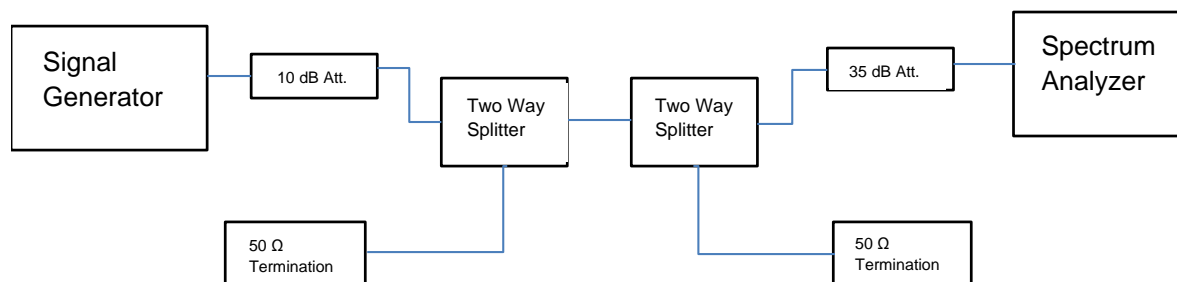 Signal
Generator
10 dB Att.
Two Way
Splitter
Two Way
Splitter
35 dB Att.
Spectrum
Analyzer
50 Ω
Termination
50 Ω
Termination